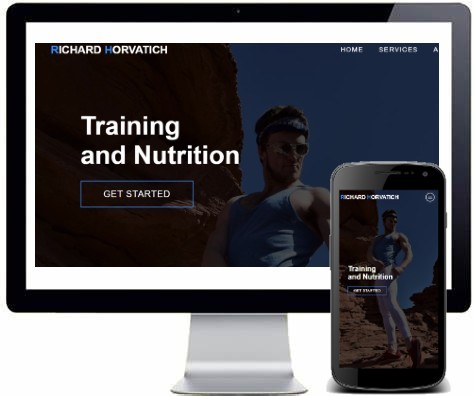 RICHARD HORVATICH
HOME SERVICES A
Training
and Nutrition
GET STARTED
RICHARD HORVATICH
Training
and Nutrition
GET STARTED